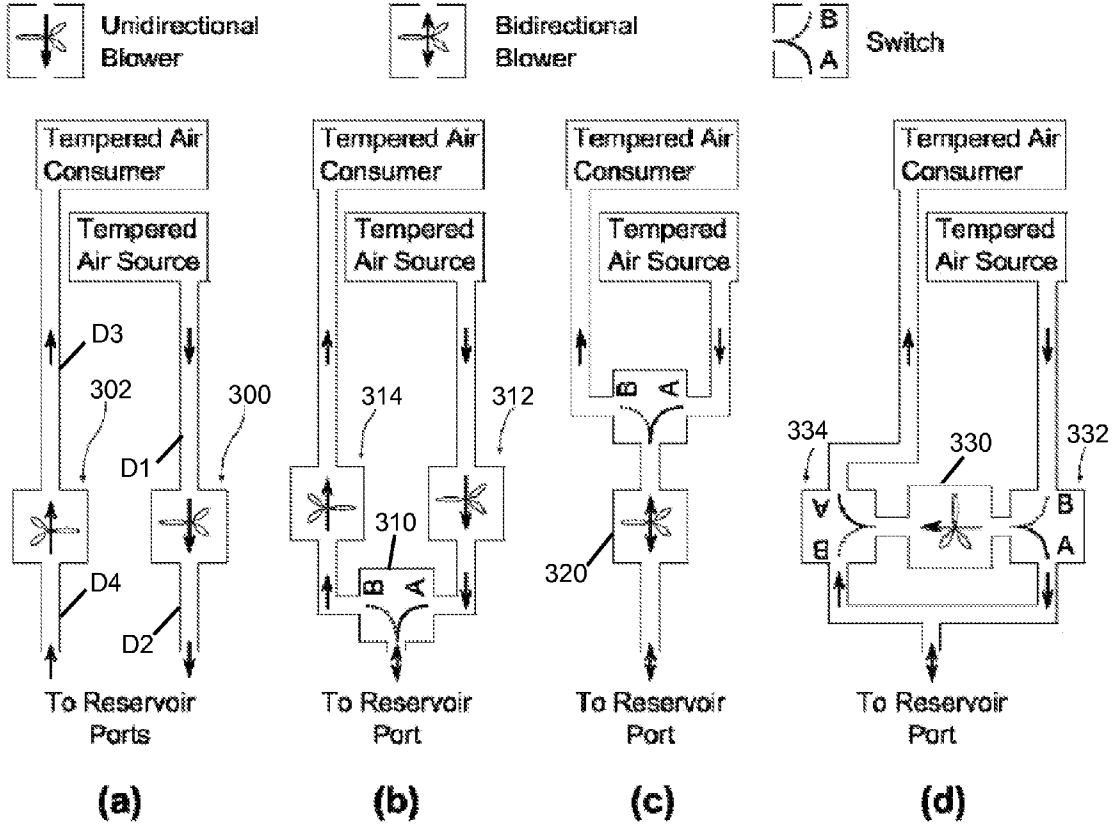 Unidirectional
Blower
Bidirectional
Blower
B
A
Switch
Tempered Air
Consumer
Tempered
Air Source
D3
302
300
D1
D4
D2
To Reservoir
Ports
(a)
Tempered Air
Consumer
Tempered
Air Source
314
312
310
B
A
To Reservoir
Port
(b)
Tempered Air
Consumer
Tempered
Air Source
B
A
320
To Reservoir
Port
(c)
Tempered Air
Consumer
Tempered
Air Source
334
330
332
A
B
B
A
To Reservoir
Port
(d)